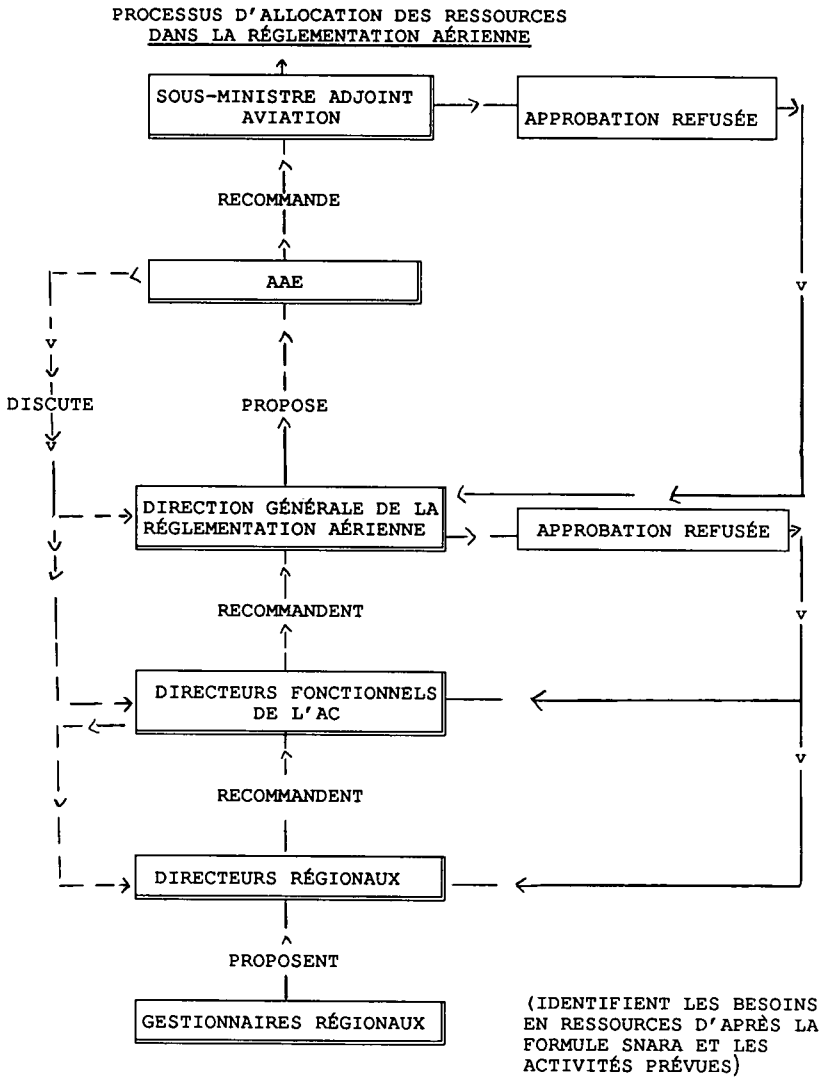 PROCESSUS D'ALLOCATION DES RESSOURCES
DANS LA RÉGLEMENTATION AÉRIENNE
SOUS-MINISTRE ADJOINT
AVIATION
APPROBATION REFUSÉE
RECOMMANDE
AAE
DISCUTE
PROPOSE
DIRECTION GÉNÉRALE DE LA
RÉGLEMENTATION AÉRIENNE
APPROBATION REFUSÉE
RECOMMANDENT
DIRECTEURS FONCTIONNELS
DE L'AC
RECOMMANDENT
DIRECTEURS RÉGIONAUX
PROPOSENT
GESTIONNAIRES RÉGIONAUX
(IDENTIFIENT LES BESOINS
EN RESSOURCES D'APRÈS LA
FORMULE SNARA ET LES
ACTIVITÉS PRÉVUES)